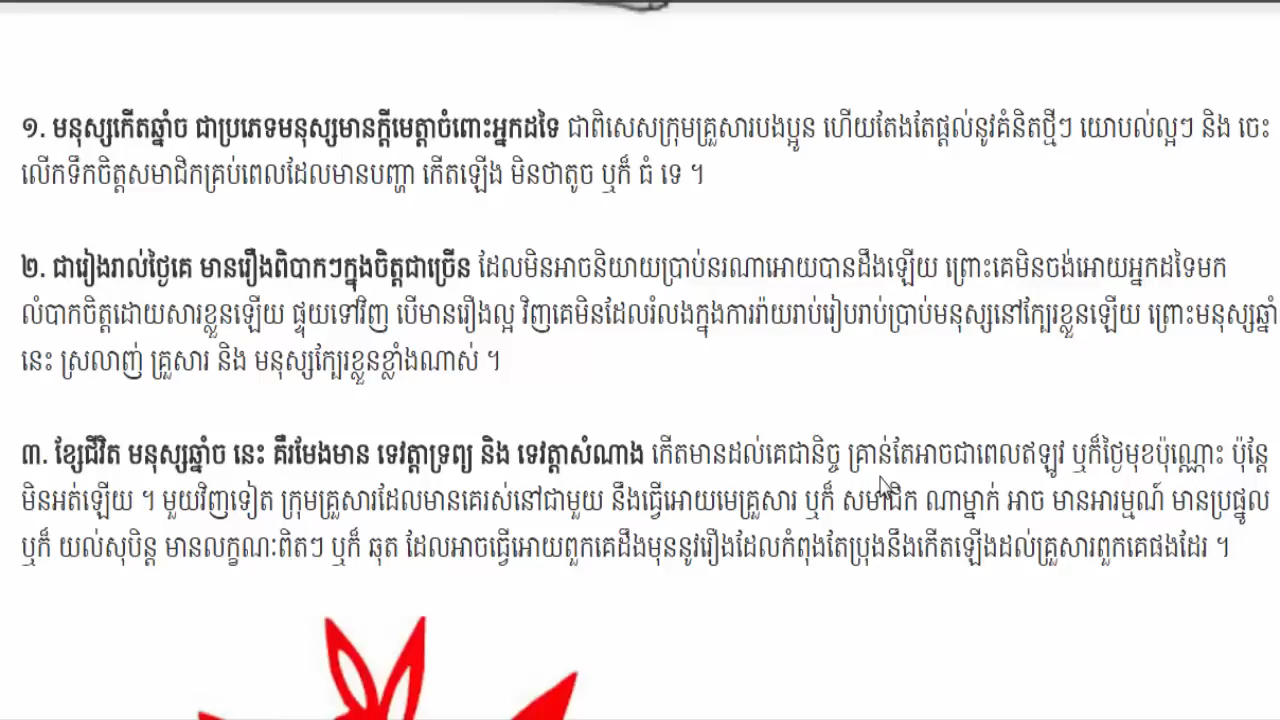 ១. មនុស្សកើតឆ្នាំច ជាប្រភេទមនុស្សមានក្ដីមេត្តាចំពោះអ្នកដទៃ ជាពិសេសក្រុមគ្រួសារបងប្អូន ហើយតែងតែផ្ដល់នូវគំនិតថ្មីៗ យោបល់ល្អៗ និង ចេះ
លើកទឹកចិត្តសមាជិកគ្រប់ពេលដែលមានបញ្ហា កើតឡើង មិនថាតូច ឬក៏ ធំ ទេ ។
២. ជារៀងរាល់ថ្ងៃគេ មានរឿងពិបាកៗក្នុងចិត្តជាច្រើន ដែលមិនអាចនិយាយប្រាប់នរណាអោយបានដឹងឡើយ ព្រោះគេមិនចង់អោយអ្នកដទៃមក
លំបាកចិត្តដោយសារខ្លួនឡើយ ផ្ទុយទៅវិញ បើមានរឿងល្អ វិញគេមិនដែលរំលងក្នុងការរ៉ាយរាប់រៀបរាប់ប្រាប់មនុស្សនៅក្បែរខ្លួនឡើយ ព្រោះមនុស្សឆ្នាំ
នេះ ស្រលាញ់ គ្រួសារ និង មនុស្សក្បែរខ្លួនខ្លាំងណាស់ ។
៣. ខ្សែជីវិត មនុស្សឆ្នាំច នេះ គឺរមែងមាន ទេវត្តាទ្រព្យ និង ទេវត្តាសំណាង កើតមានដល់គេជានិច្ច គ្រាន់តែអាចជាពេលឥឡូវ ឬក៏ថ្ងៃមុខប៉ុណ្ណោះ ប៉ុន្តែ
មិនអត់ឡើយ ។ មួយវិញទៀត ក្រុមគ្រួសារដែលមានគេរស់នៅជាមួយ នឹងធ្វើអោយមេគ្រួសារ ឬក៏ សមាជិក ណាម្នាក់ អាច មានអារម្មណ៍ មានប្រផ្នូល
ឬក៏ យល់សុបិន្ត មានលក្ខណៈពិតៗ ឬក៏ ឆុត ដែលអាចធ្វើអោយពួកគេដឹងមុននូវរឿងដែលកំពុងតែប្រុងនឹងកើតឡើងដល់គ្រួសារពួកគេផងដែរ ។